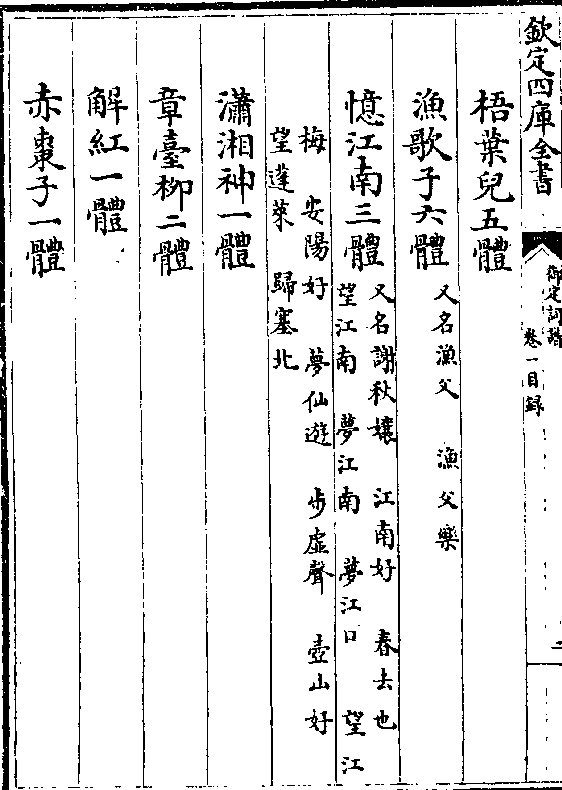 欽定四庫全書
御定詞譜
卷一目録
二
梧葉兒五體
漁歌子六體 又名漁父 漁父樂
憶江南三體 又名謝秋孃 江南好 春去也
望江南 夢江南 夢江口 望江
梅 安陽好 夢仙遊 步虛聲 壺山好
望蓬萊 歸塞北
瀟湘神一體
章臺柳二體
解紅一體
赤棗子一體